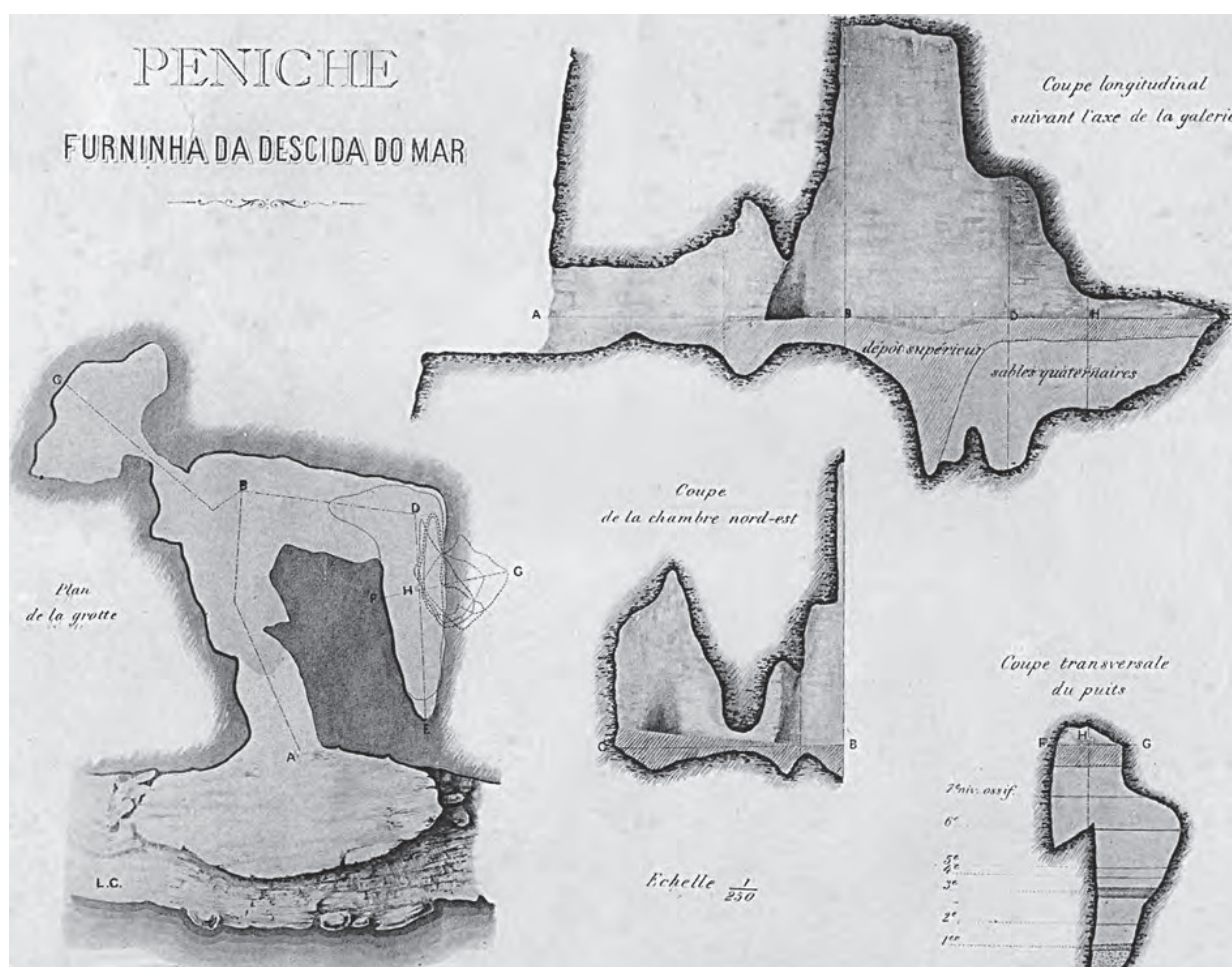 PENICHE
FURNINHA DA DESCIDA DO MAR
Coupe longitudinal
suivant l'axe de la galerie
A
B
D
H
dépot supérieur
sables quaternaires
G
B
D
F
H
G
E
A
Plan
de la grotte
L.C.
Coupe
de la chambre nord-est
C
B
Echelle 1/250
Coupe transversale
du puits
F
H
G
7e niv. ossif.
6e
5e
4e
3e
2e
1er